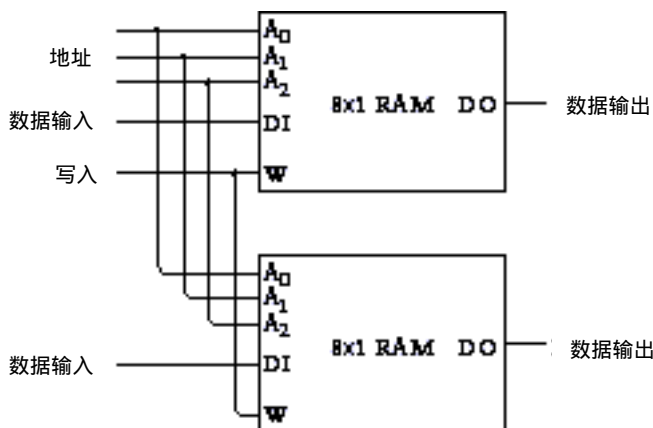 A0
地址 A1
A2
8x1 RAM DO 数据输出
数据输入 DI
写入 W
A0
A1
A2
8x1 RAM DO 数据输出
数据输入 DI
W